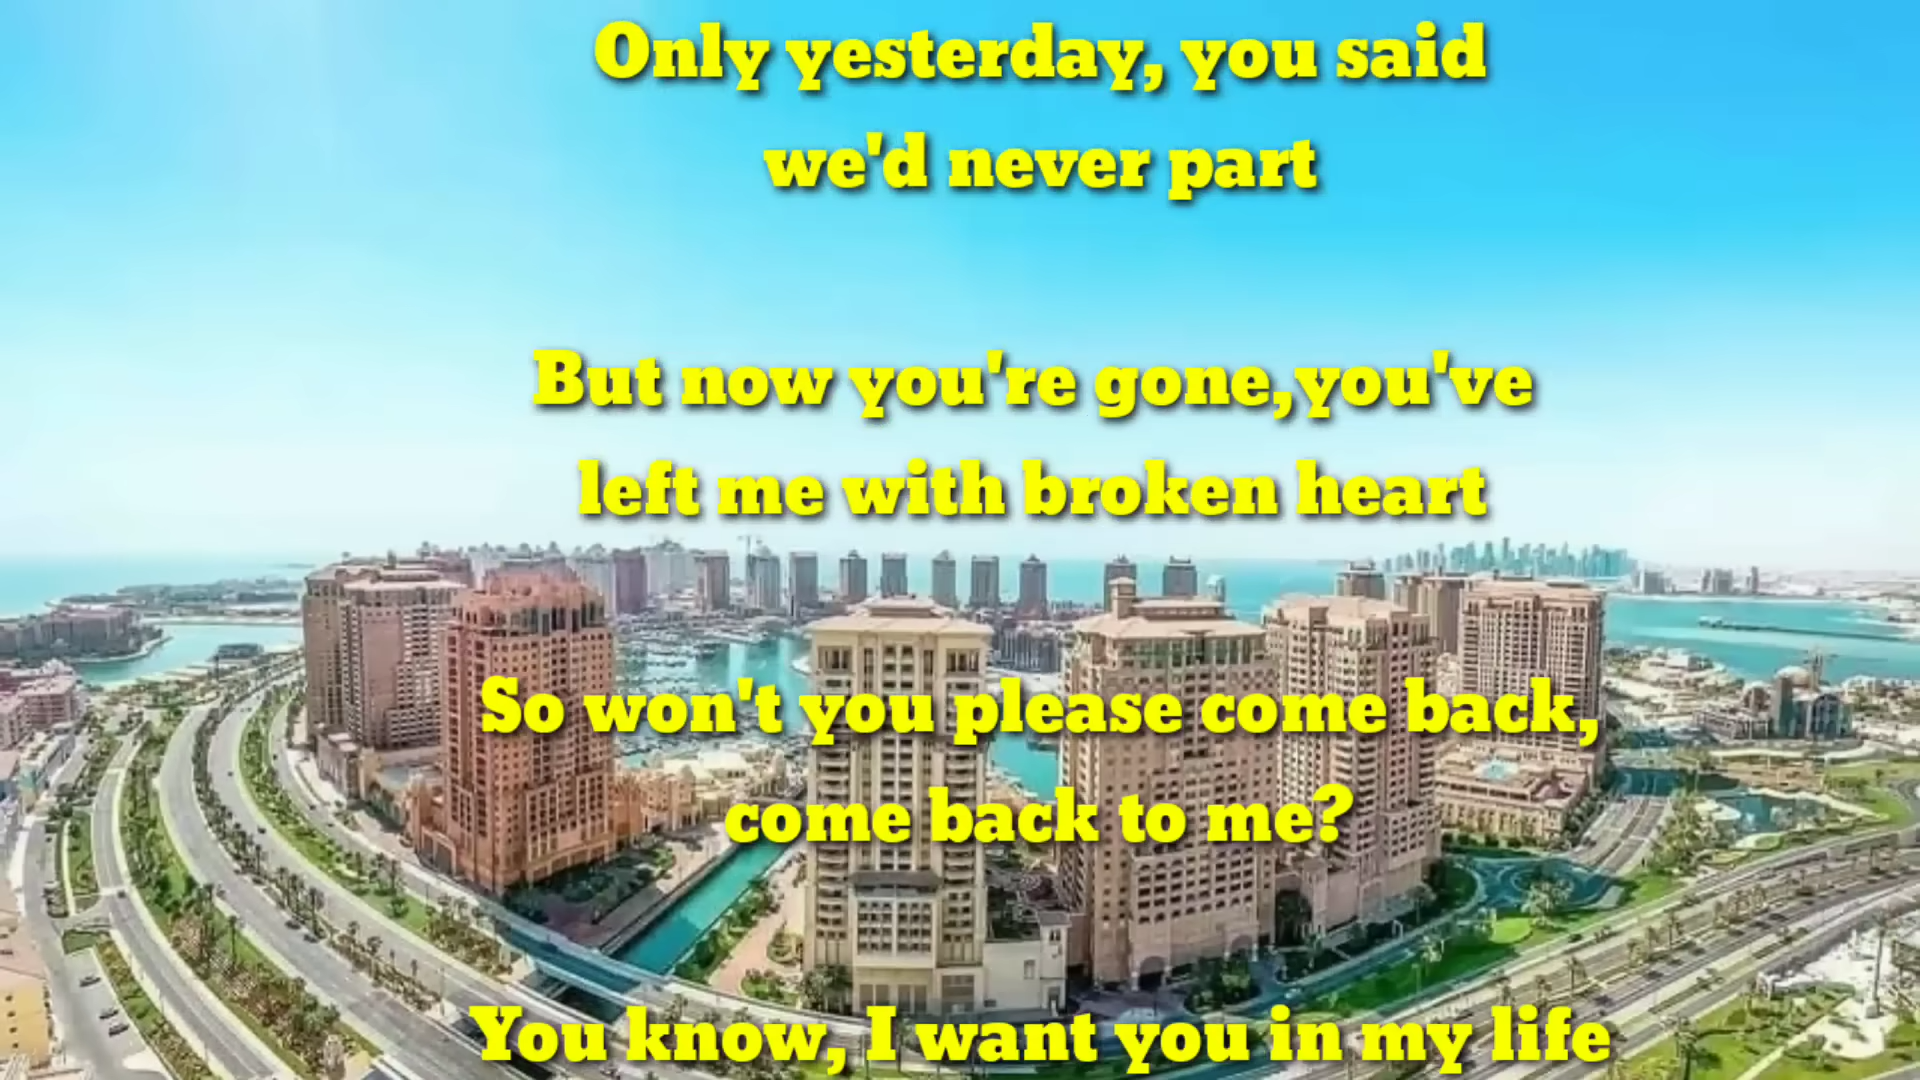 Only yesterday, you said
we'd never part
But now you're gone,you've
left me with broken heart
So won't you please come back,
come back to me?
You know, I want you in my life